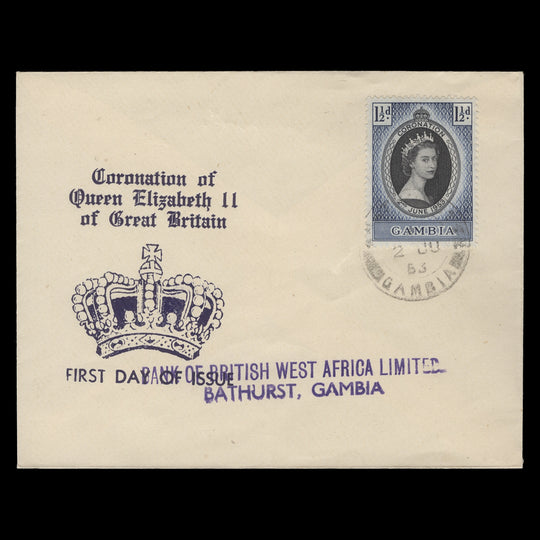 Coronation of
Queen Elizabeth II
of Great Britain
1½d. 1½d.
CORONATION
2nd JUNE 1953
GAMBIA
2 JU
53
GAMBIA
FIRST DAY OF ISSUE
BANK OF BRITISH WEST AFRICA LIMITED
BATHURST, GAMBIA